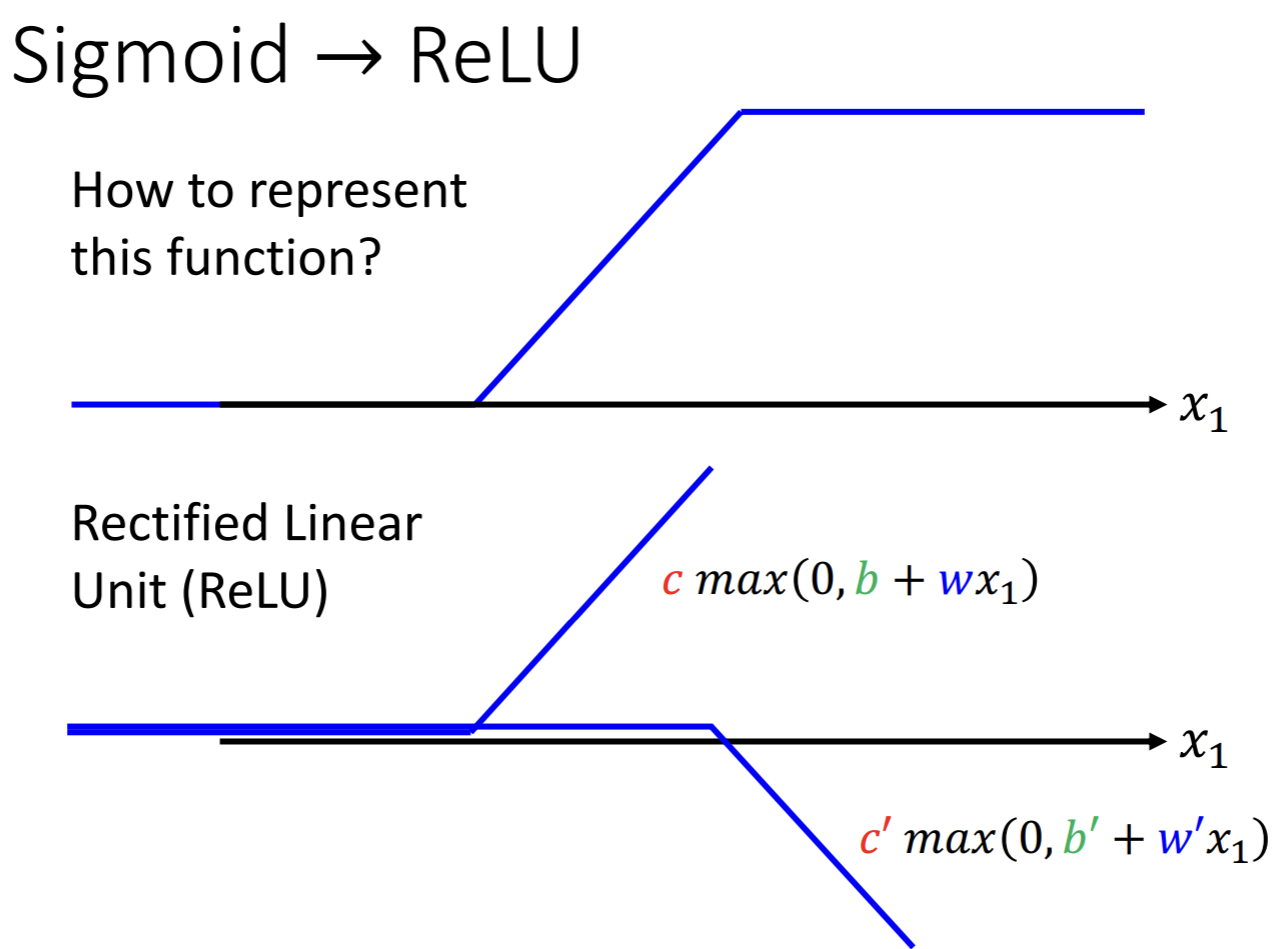 Sigmoid → ReLU
How to represent
this function?
x₁
Rectified Linear
Unit (ReLU)
c max(0, b + wx₁)
x₁
c′ max(0, b′ + w′x₁)